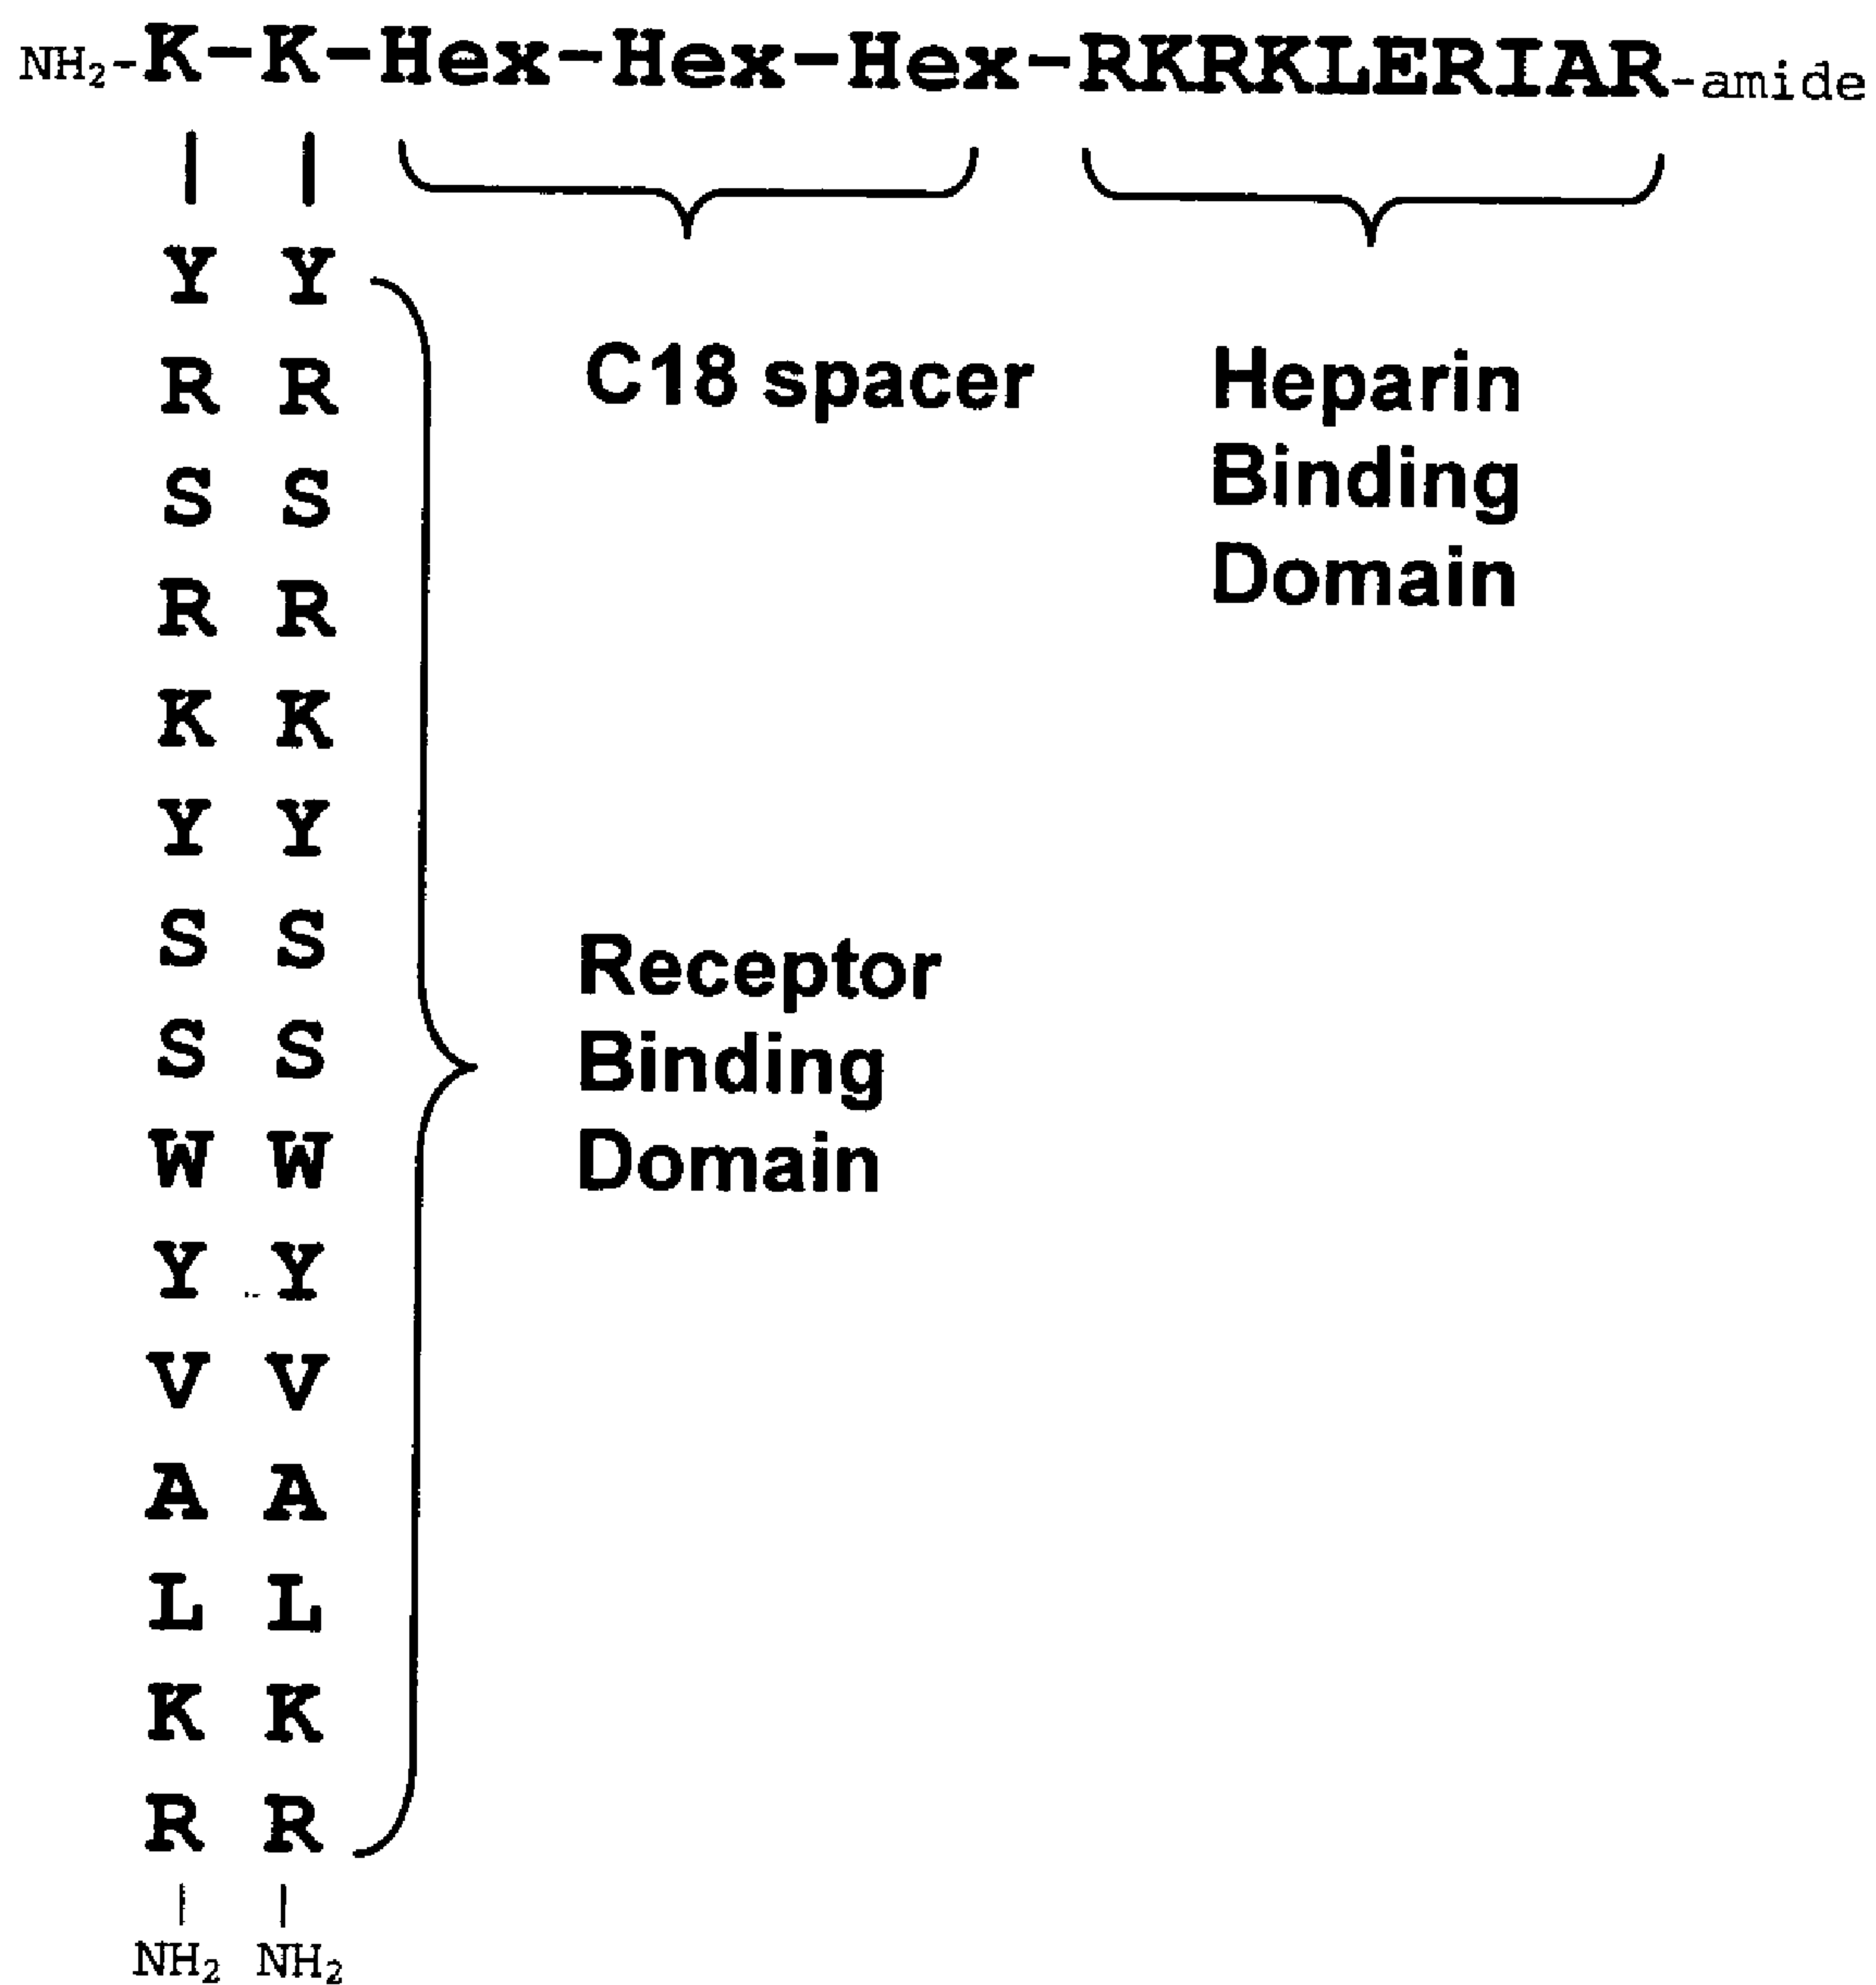 NH2-K-K-Hex-Hex-Hex-RKRKLERIAR-amide
Y Y
R R
C18 spacer
Heparin
Binding
Domain
S S
R R
K K
Y Y
S S
S S
W W
Receptor
Binding
Domain
Y Y
V V
A A
L L
K K
R R
NH2 NH2